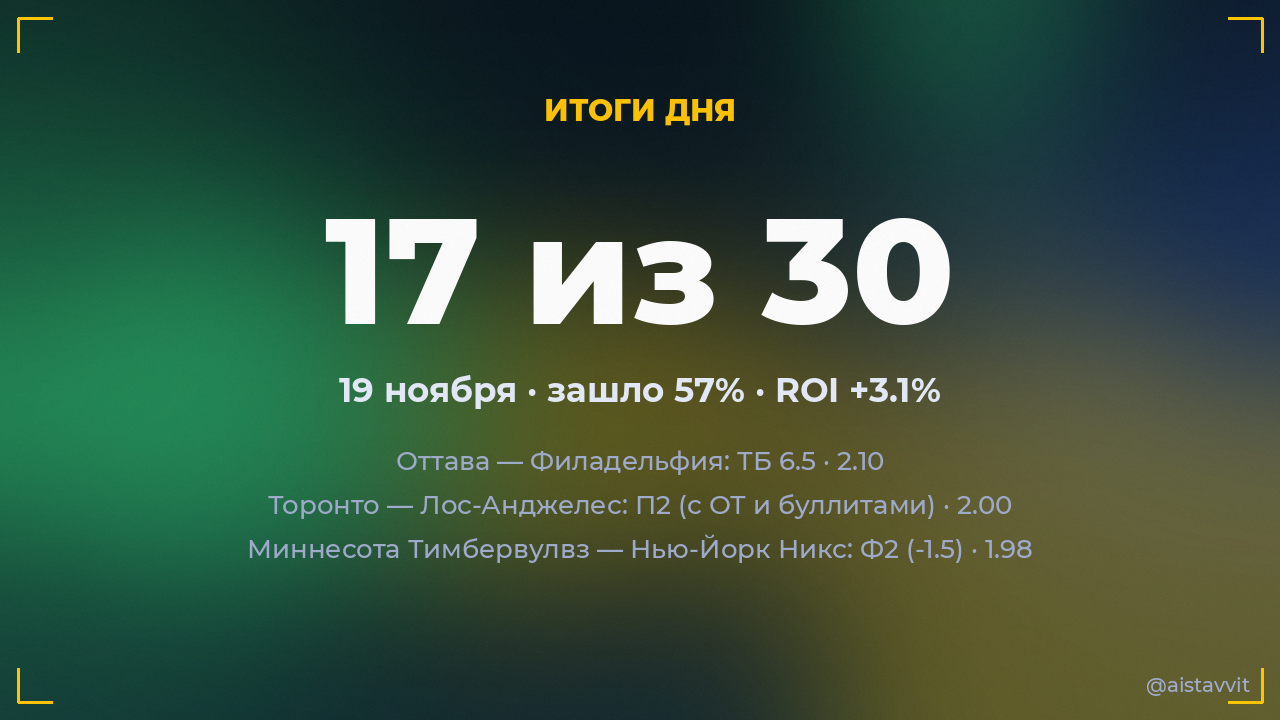 ИТОГИ ДНЯ
17 из 30
19 ноября · зашло 57% · ROI +3.1%
Оттава — Филадельфия: ТБ 6.5 · 2.10
Торонто — Лос-Анджелес: П2 (с ОТ и буллитами) · 2.00
Миннесота Тимбервулвз — Нью-Йорк Никс: Ф2 (-1.5) · 1.98
@aistavvit